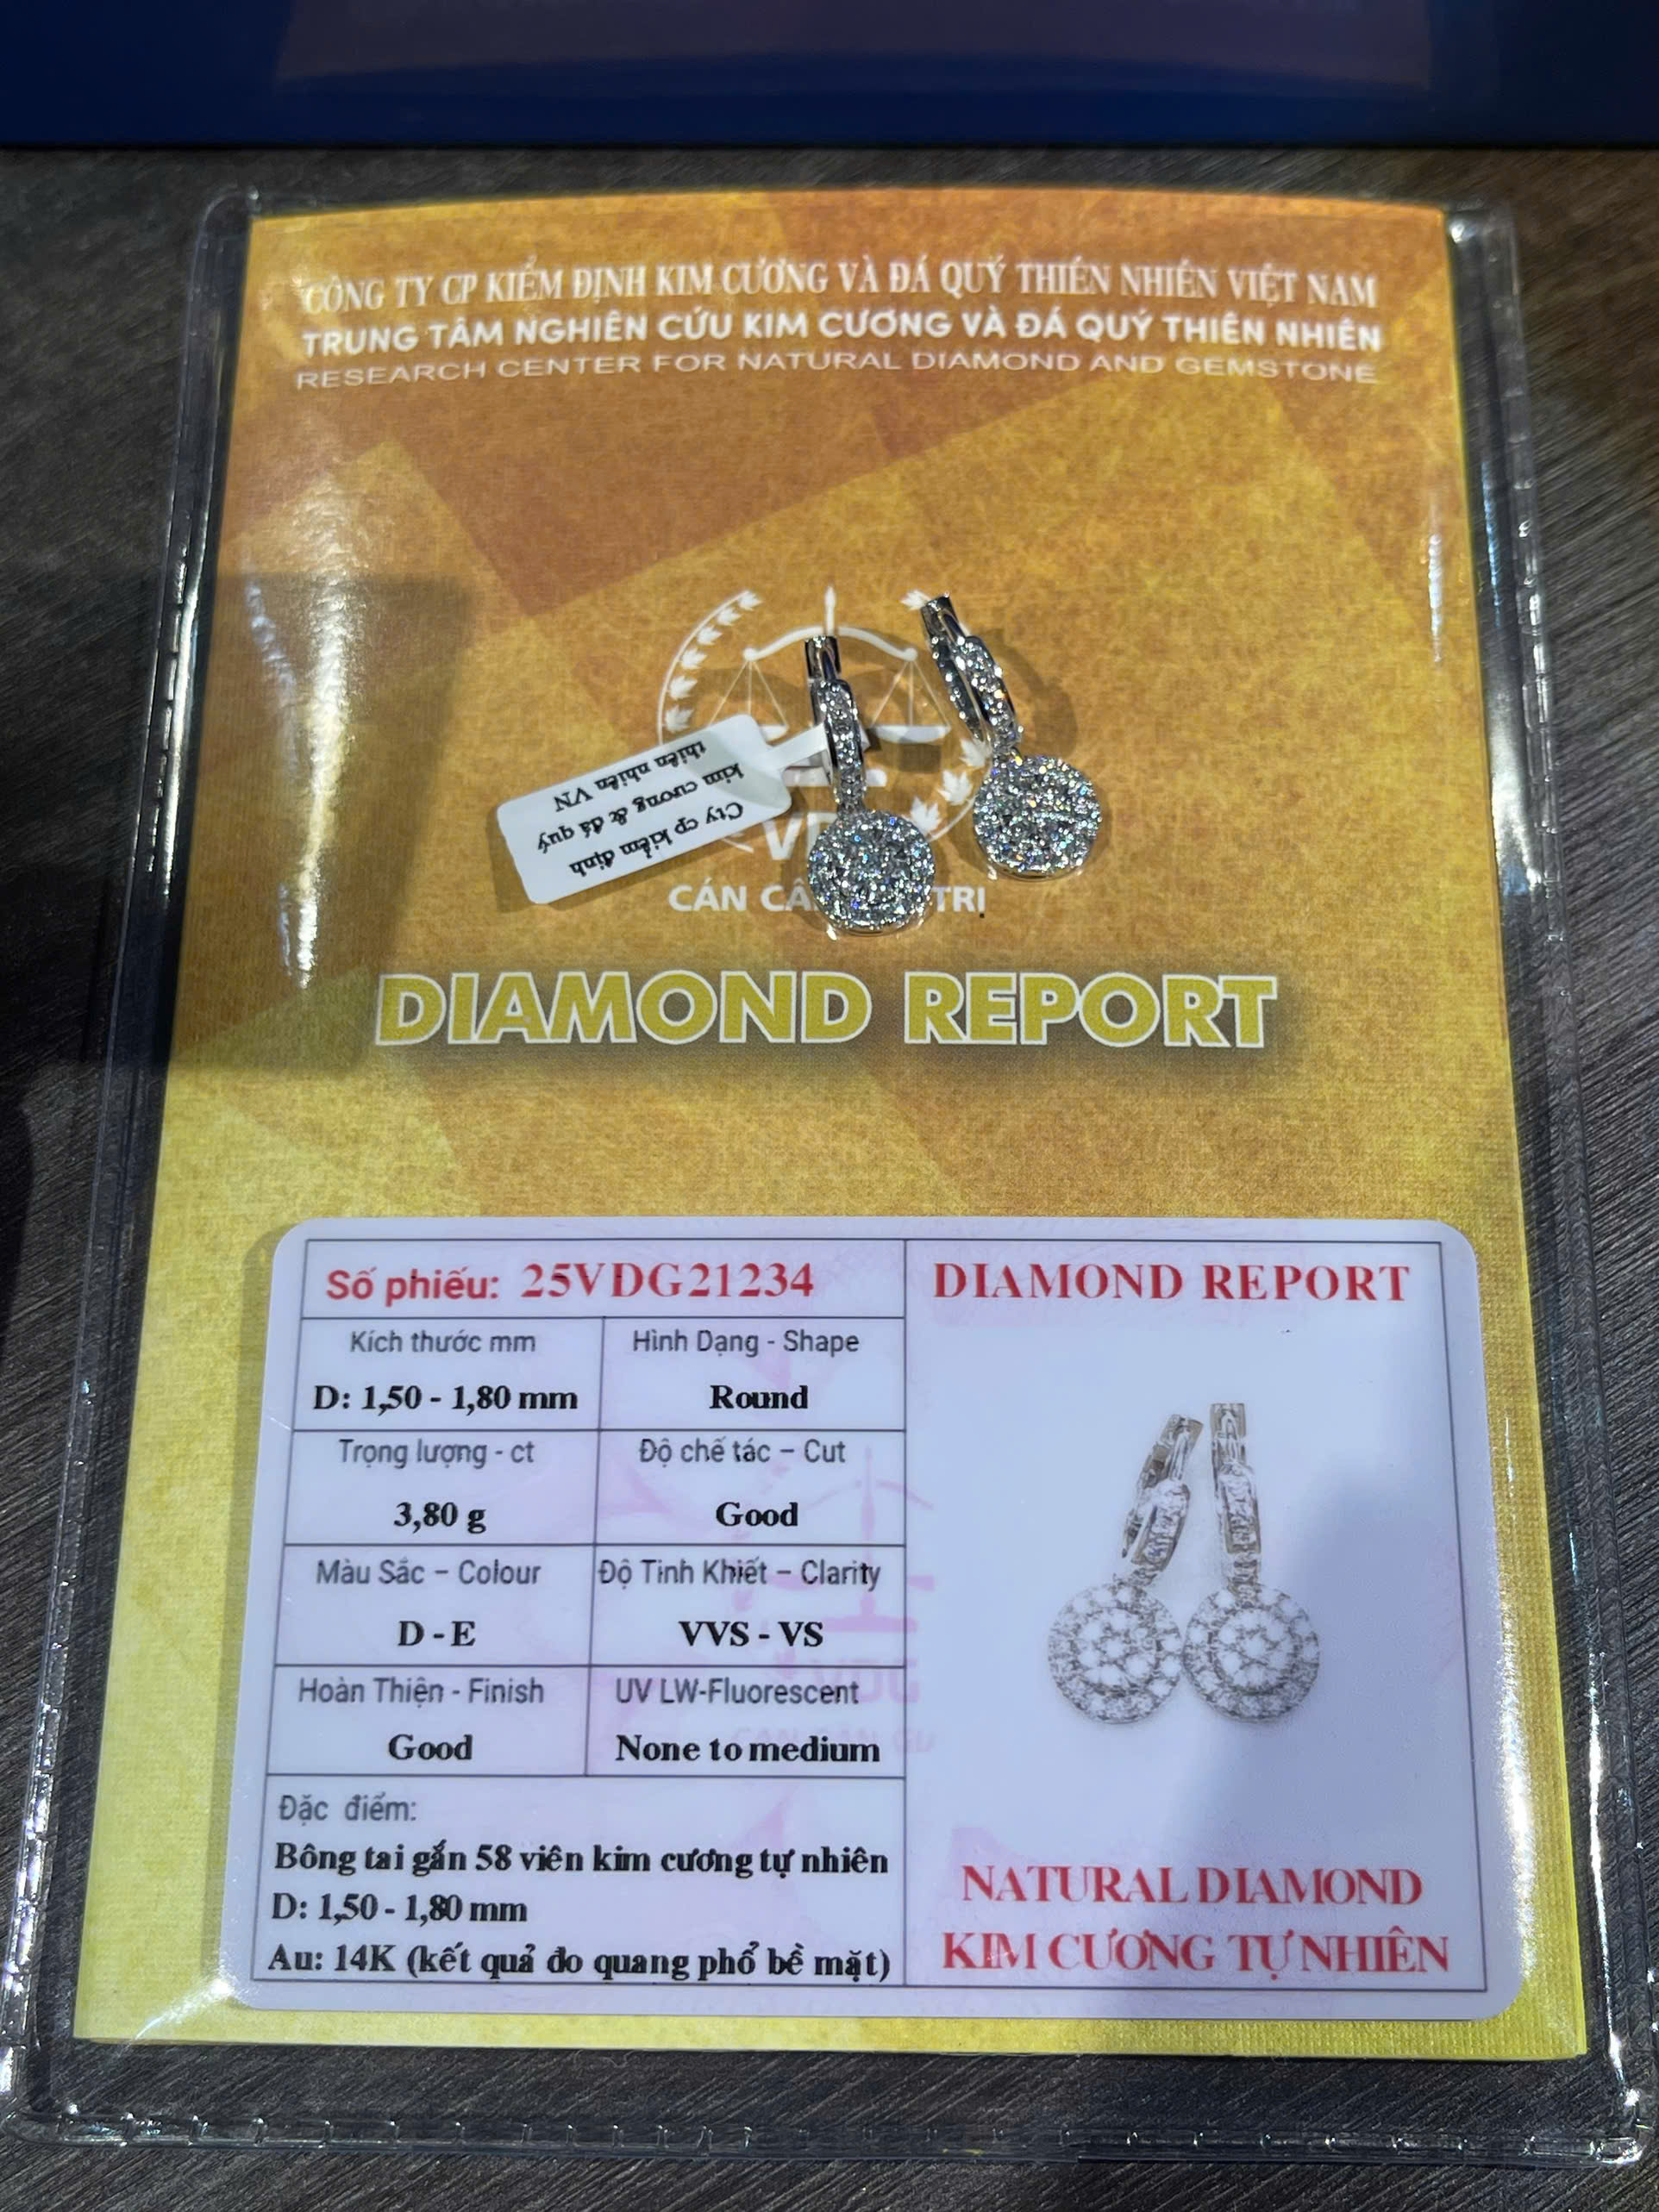 CÔNG TY CP KIỂM ĐỊNH KIM CƯƠNG VÀ ĐÁ QUÝ THIÊN NHIÊN VIỆT NAM
TRUNG TÂM NGHIÊN CỨU KIM CƯƠNG VÀ ĐÁ QUÝ THIÊN NHIÊN
RESEARCH CENTER FOR NATURAL DIAMOND AND GEMSTONE
Cty cp kiểm định
kim cương & đá quý
thiên nhiên VN
CÁN TRI
DIAMOND REPORT
Số phiếu: 25VDG21234
DIAMOND REPORT
Kích thước mm
Hình Dạng - Shape
D: 1,50 - 1,80 mm
Round
Trọng lượng - ct
Độ chế tác – Cut
3,80 g
Good
Màu Sắc – Colour
Độ Tinh Khiết – Clarity
D - E
VVS - VS
Hoàn Thiện - Finish
UV LW-Fluorescent
Good
None to medium
Đặc điểm:
Bông tai gắn 58 viên kim cương tự nhiên
D: 1,50 - 1,80 mm
Au: 14K (kết quả đo quang phổ bề mặt)
NATURAL DIAMOND
KIM CƯƠNG TỰ NHIÊN